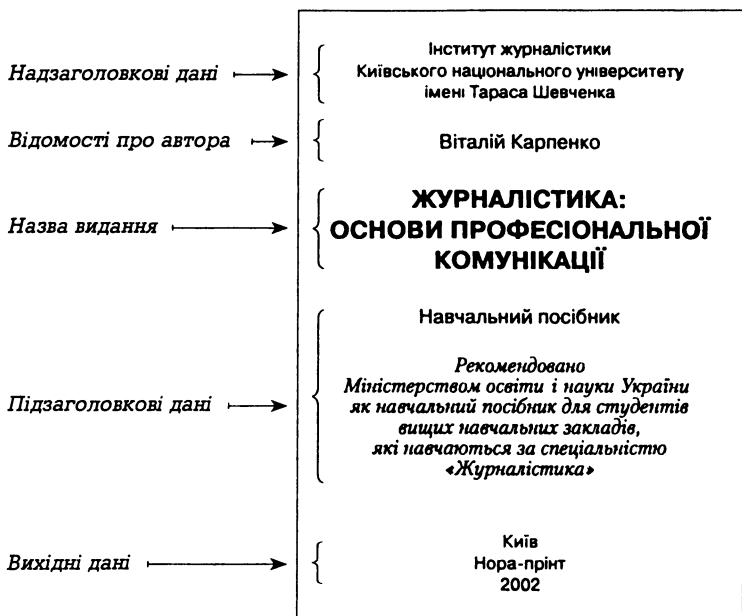 Надзаголовкові дані
Інститут журналістики
Київського національного університету
імені Тараса Шевченка
Відомості про автора
Віталій Карпенко
Назва видання
ЖУРНАЛІСТИКА:
ОСНОВИ ПРОФЕСІОНАЛЬНОЇ
КОМУНІКАЦІЇ
Підзаголовкові дані
Навчальний посібник
Рекомендовано
Міністерством освіти і науки України
як навчальний посібник для студентів
вищих навчальних закладів,
які навчаються за спеціальністю
«Журналістика»
Вихідні дані
Київ
Нора-прінт
2002